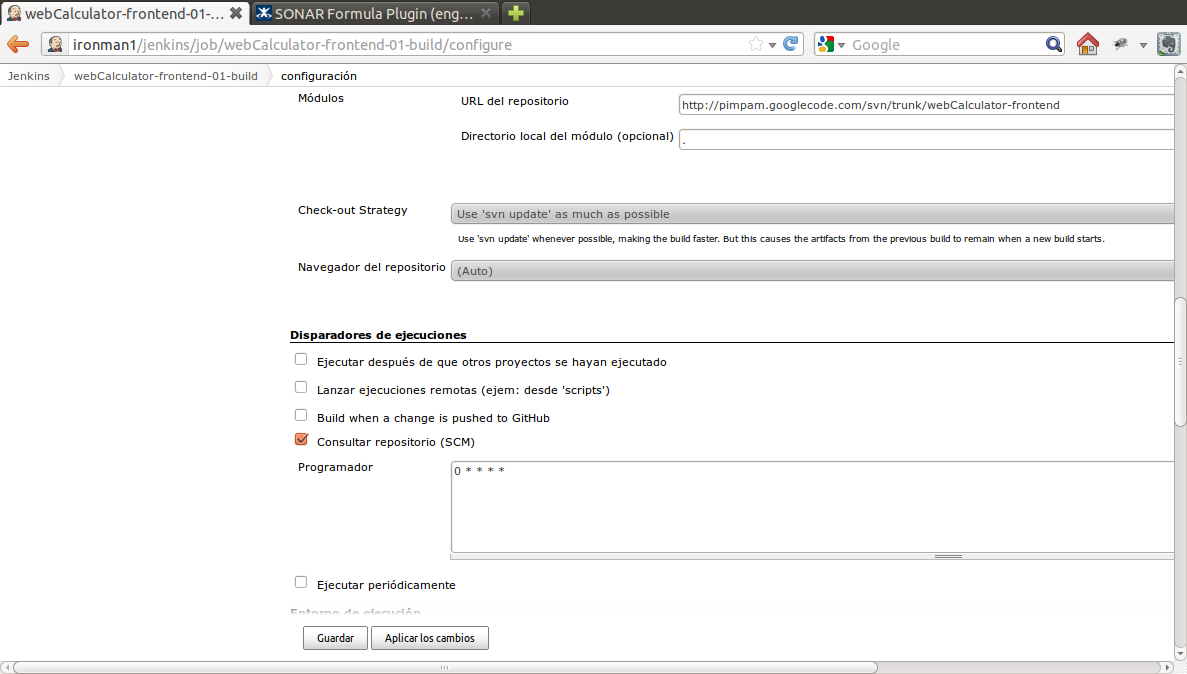 webCalculator-frontend-01-... SONAR Formula Plugin (eng...
ironman1/jenkins/job/webCalculator-frontend-01-build/configure Google
Jenkins webCalculator-frontend-01-build configuración
Módulos
URL del repositorio http://pimpam.googlecode.com/svn/trunk/webCalculator-frontend
Directorio local del módulo (opcional) .
Check-out Strategy Use 'svn update' as much as possible
Use 'svn update' whenever possible, making the build faster. But this causes the artifacts from the previous build to remain when a new build starts.
Navegador del repositorio (Auto)
Disparadores de ejecuciones
Ejecutar después de que otros proyectos se hayan ejecutado
Lanzar ejecuciones remotas (ejem: desde 'scripts')
Build when a change is pushed to GitHub
Consultar repositorio (SCM)
Programador 0 * * * *
Ejecutar periódicamente
Entorno de ejecución
Guardar Aplicar los cambios